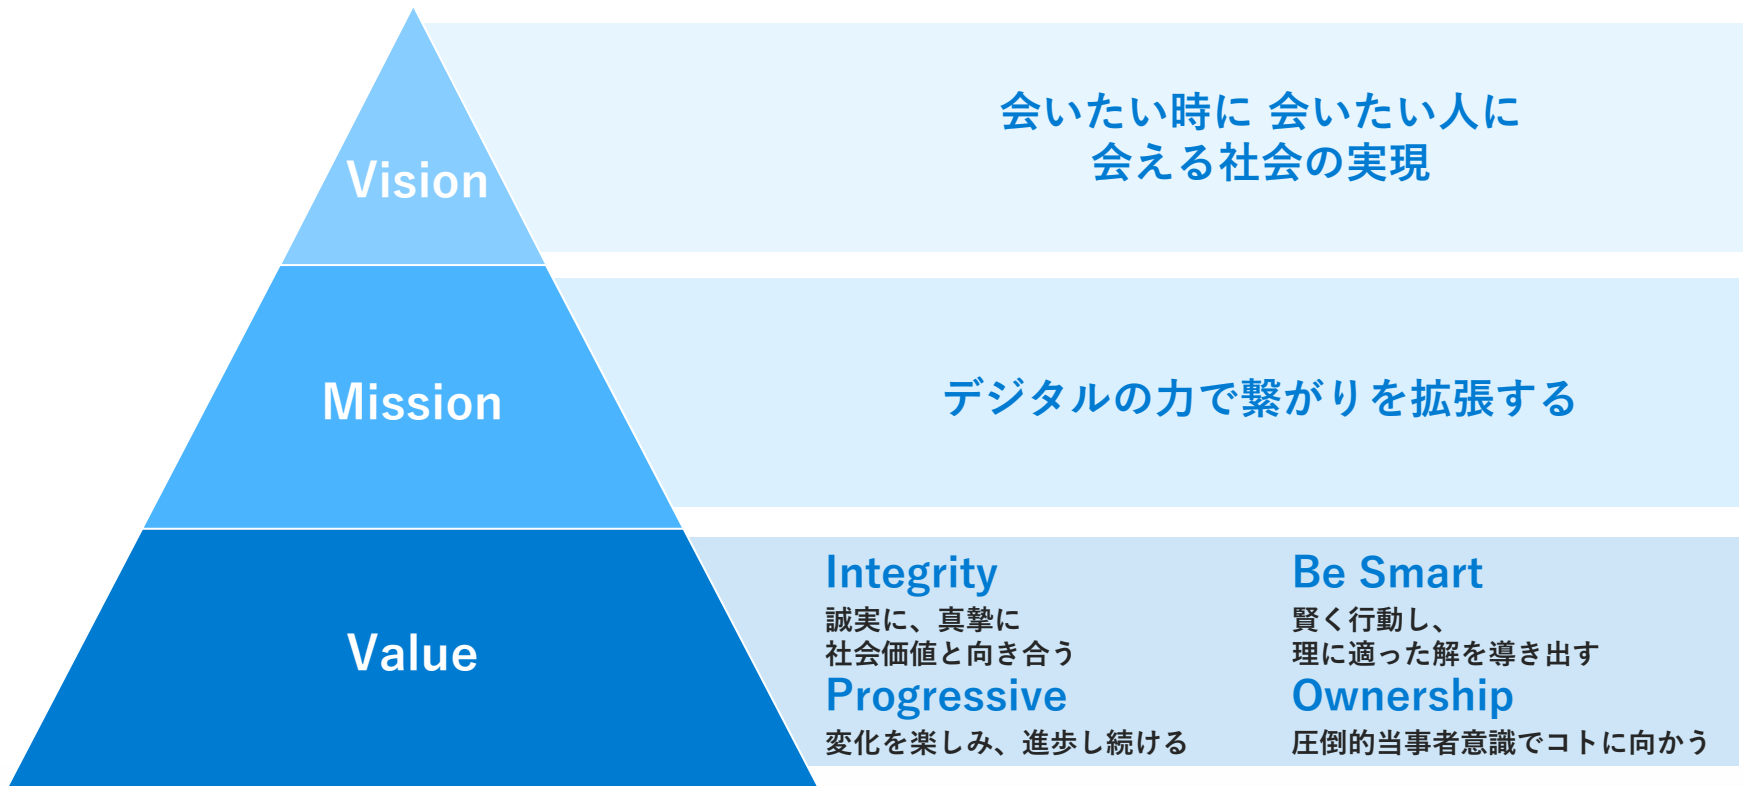 Vision
会いたい時に 会いたい人に
会える社会の実現
Mission
デジタルの力で繋がりを拡張する
Value
Integrity
誠実に、真摯に
社会価値と向き合う
Be Smart
賢く行動し、
理に適った解を導き出す
Progressive
変化を楽しみ、進歩し続ける
Ownership
圧倒的当事者意識でコトに向かう